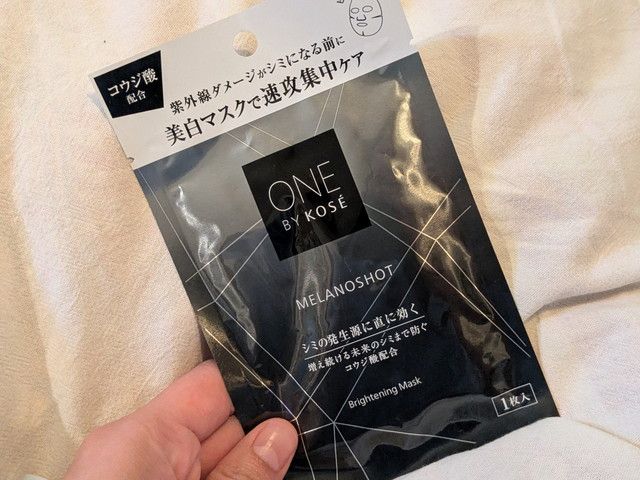 コウジ酸
配合
紫外線ダメージがシミになる前に
美白マスクで速攻集中ケア
ONE
BY KOSÉ
MELANOSHOT
シミの発生源に直に効く
増え続ける未来のシミまで防ぐ
コウジ酸配合
Brightening Mask
1枚入